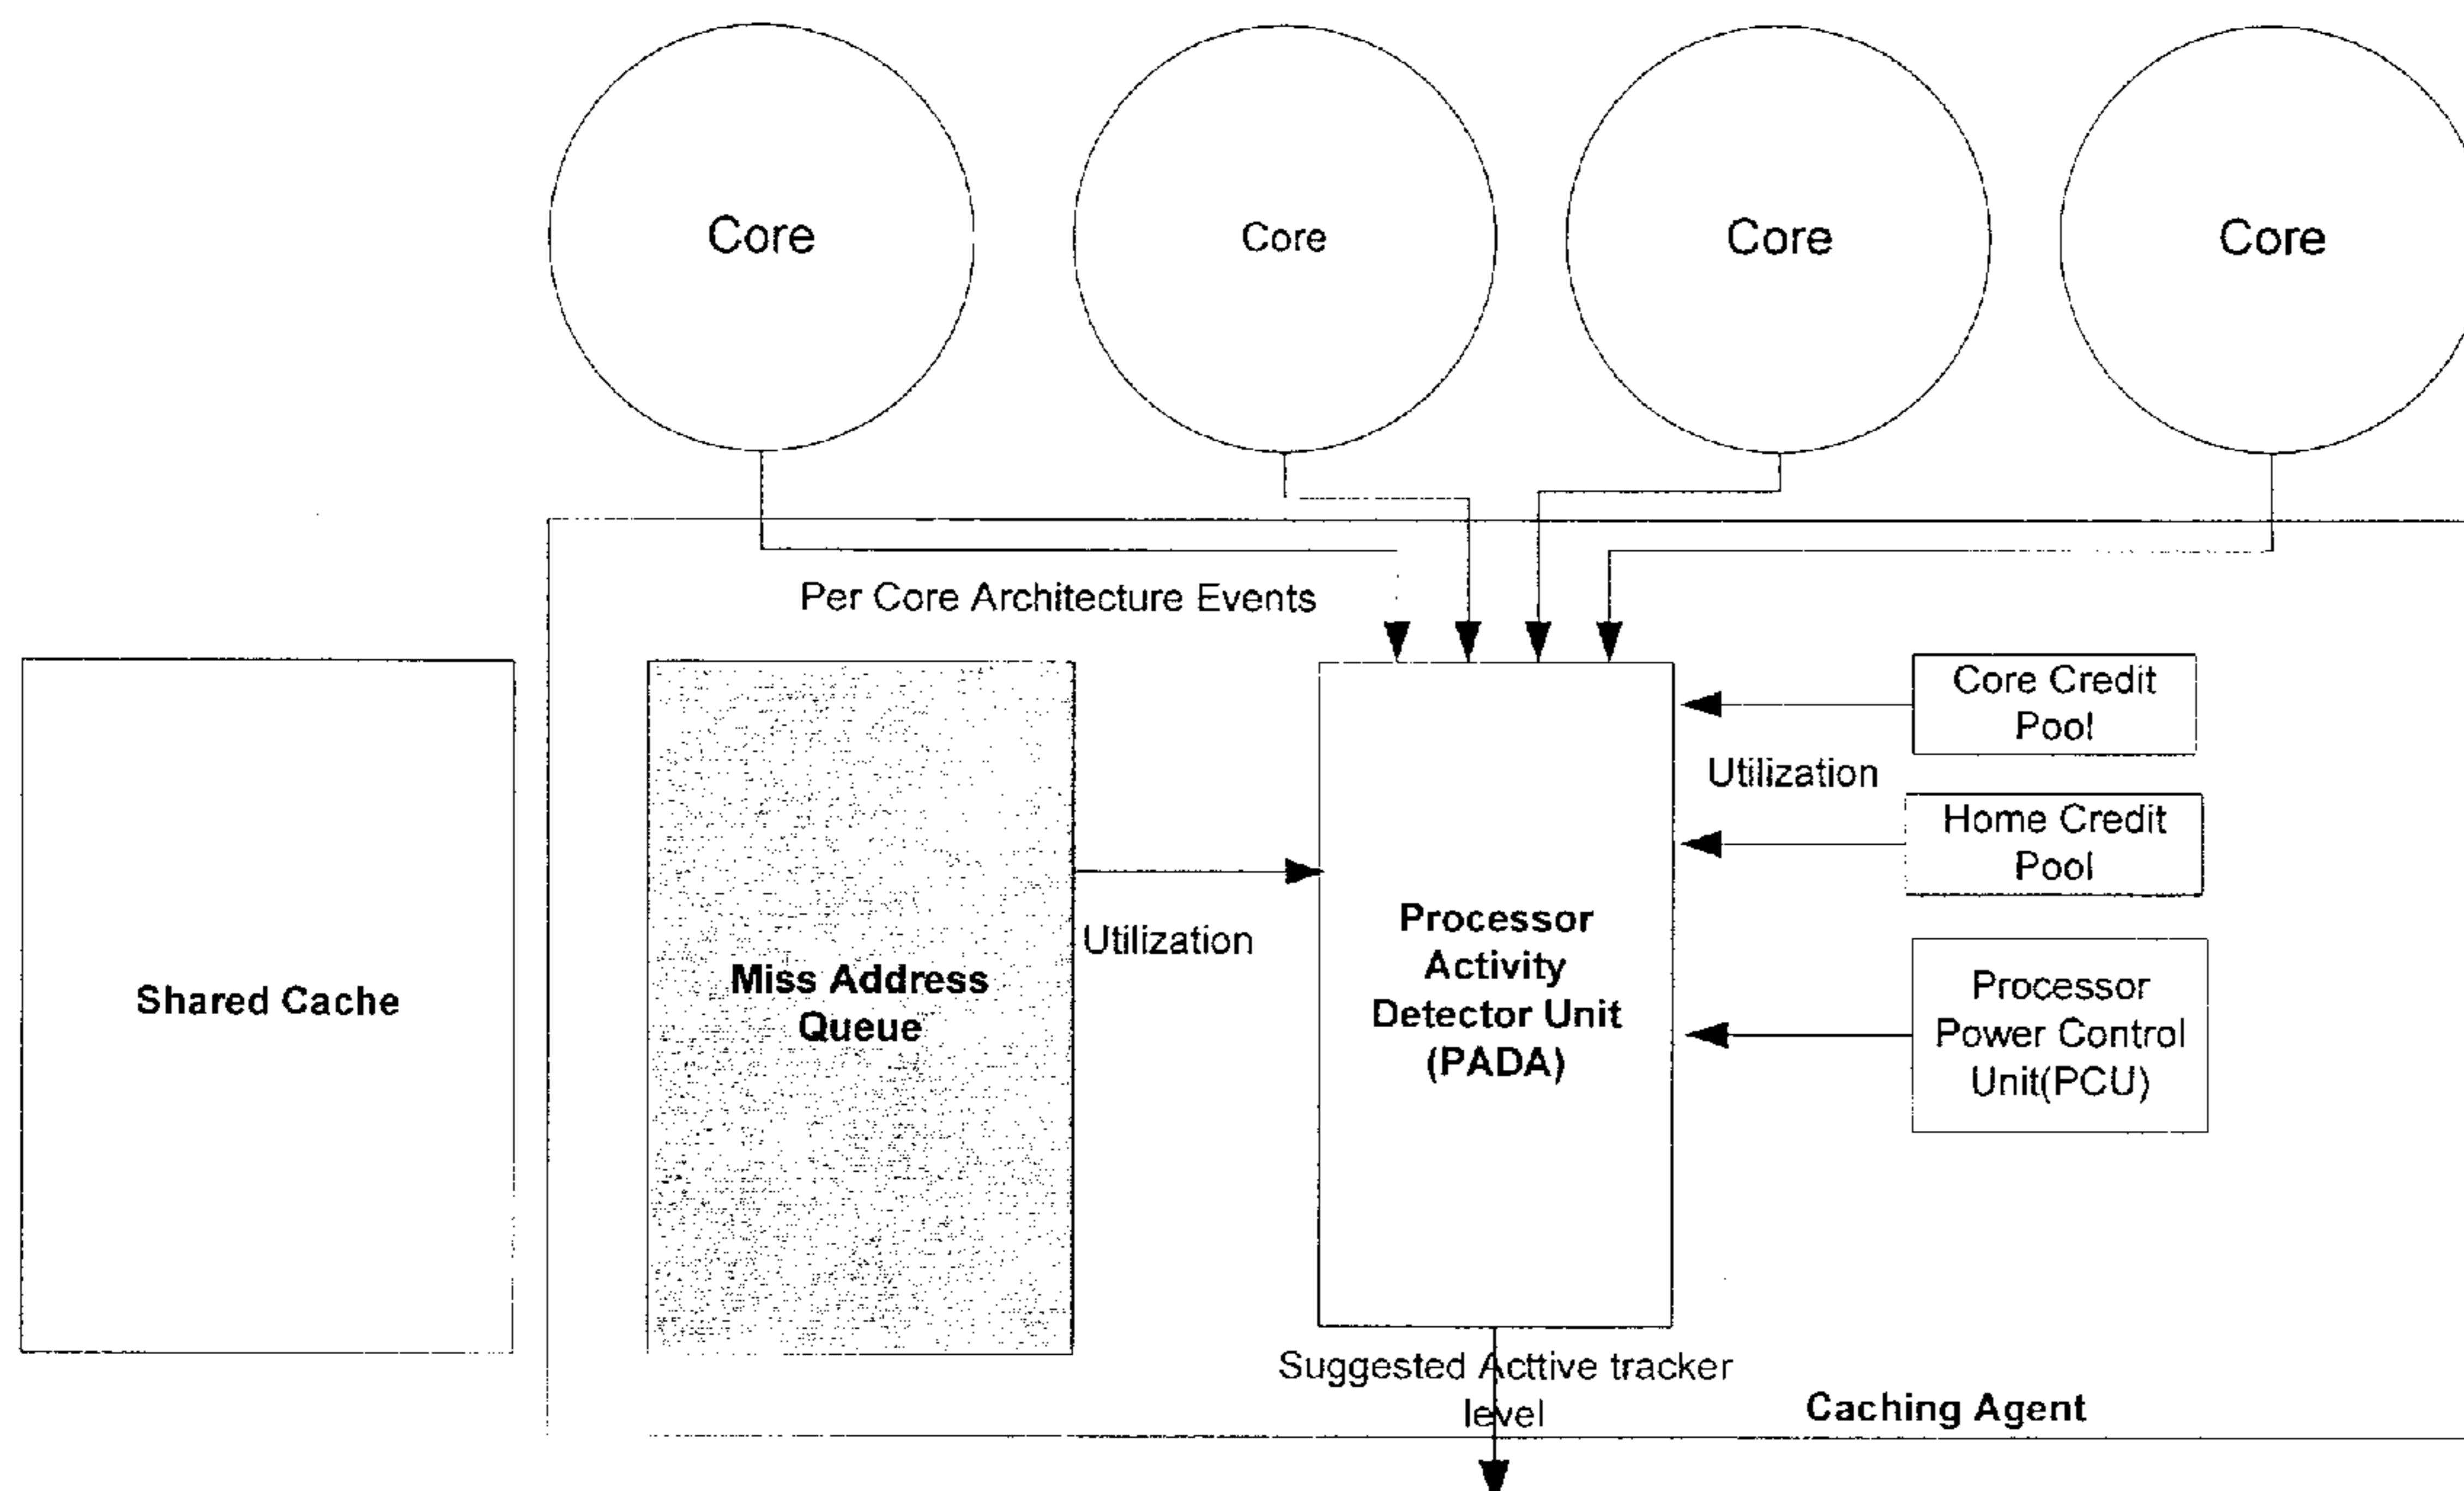 Core
Core
Core
Core
Per Core Architecture Events
Shared Cache
Miss Address
Queue
Utilization
Processor
Activity
Detector Unit
(PADA)
Core Credit
Pool
Utilization
Home Credit
Pool
Processor
Power Control
Unit(PCU)
Suggested Acttive tracker
level
Caching Agent